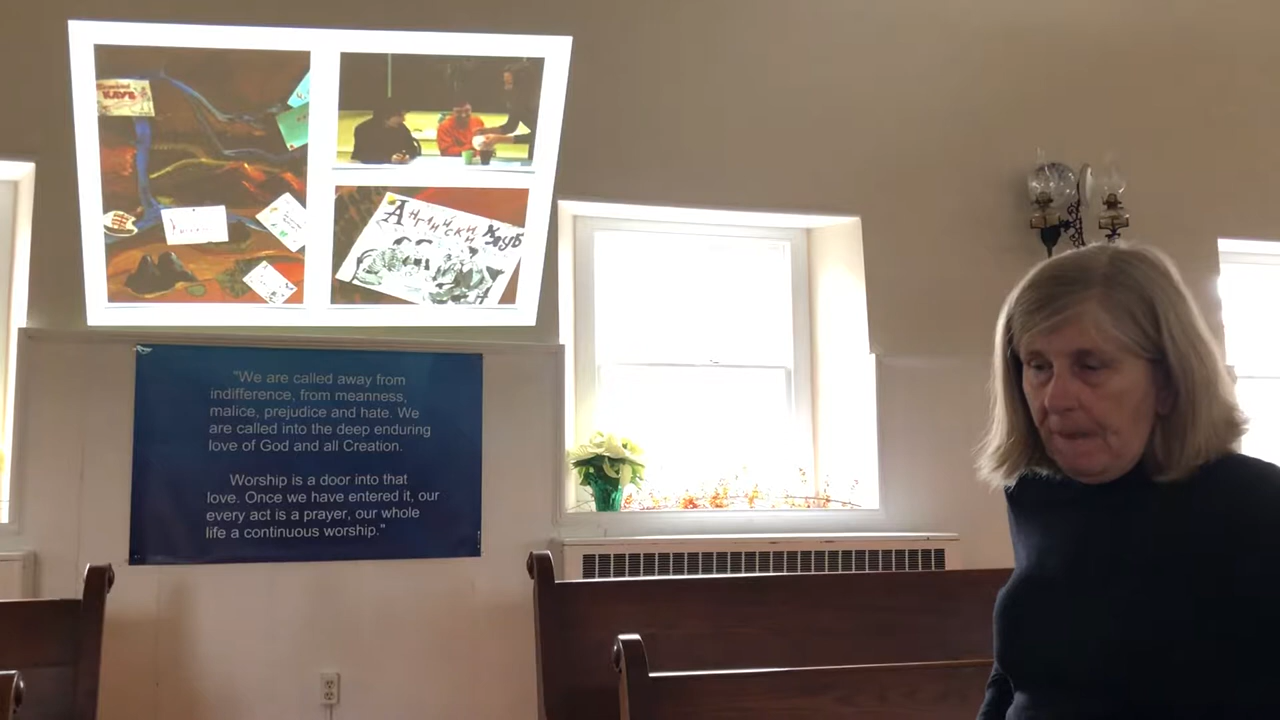 КЛУБ
Английский
Клуб
"We are called away from
indifference, from meanness,
malice, prejudice and hate. We
are called into the deep enduring
love of God and all Creation.
Worship is a door into that
love. Once we have entered it, our
every act is a prayer, our whole
life a continuous worship."